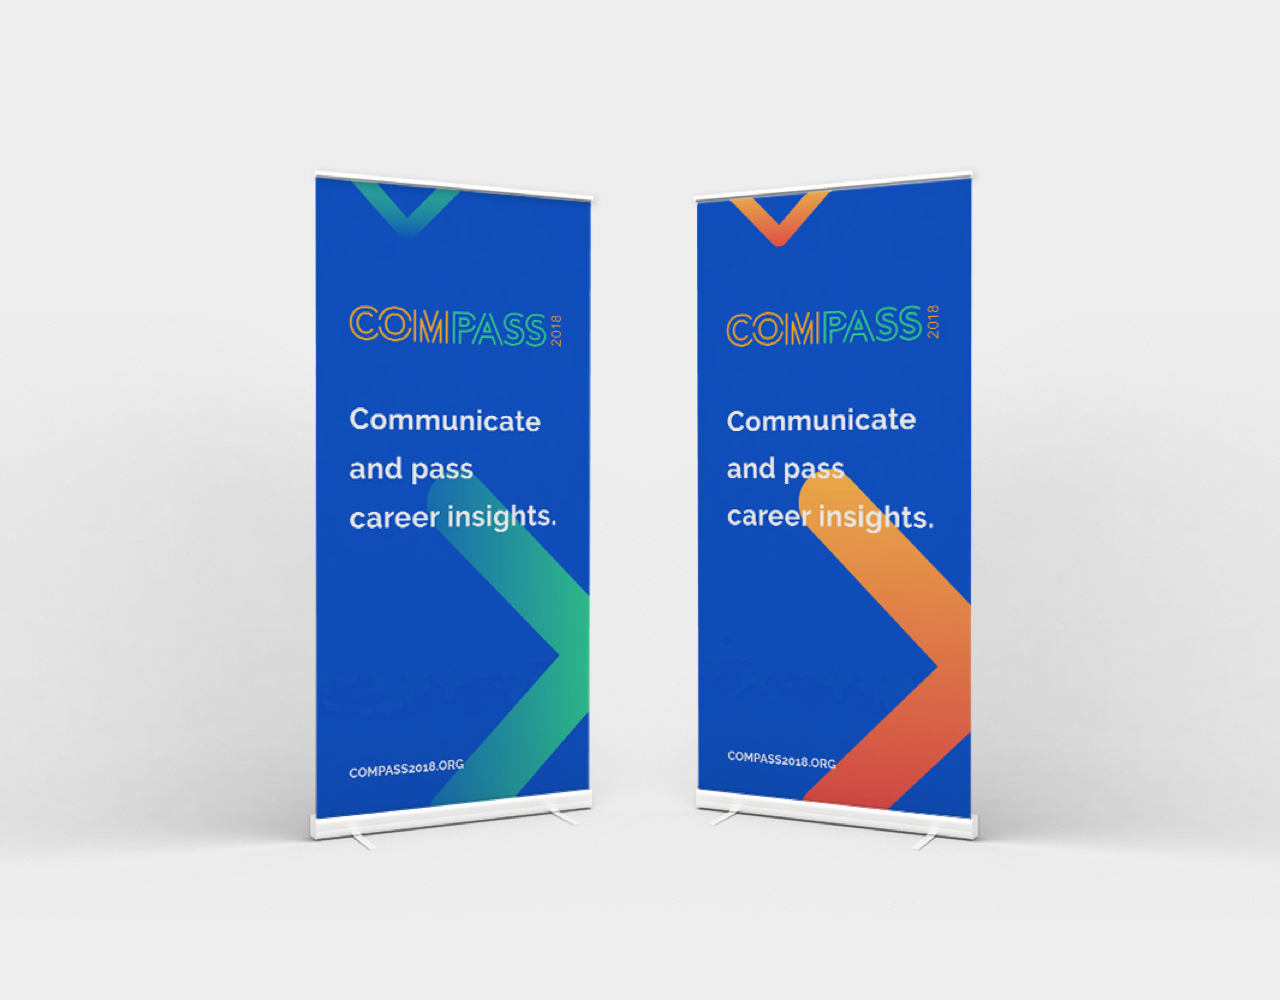 COMPASS 2018
Communicate
and pass
career insights.
COMPASS2018.ORG
COMPASS 2018
Communicate
and pass
career insights.
COMPASS2018.ORG